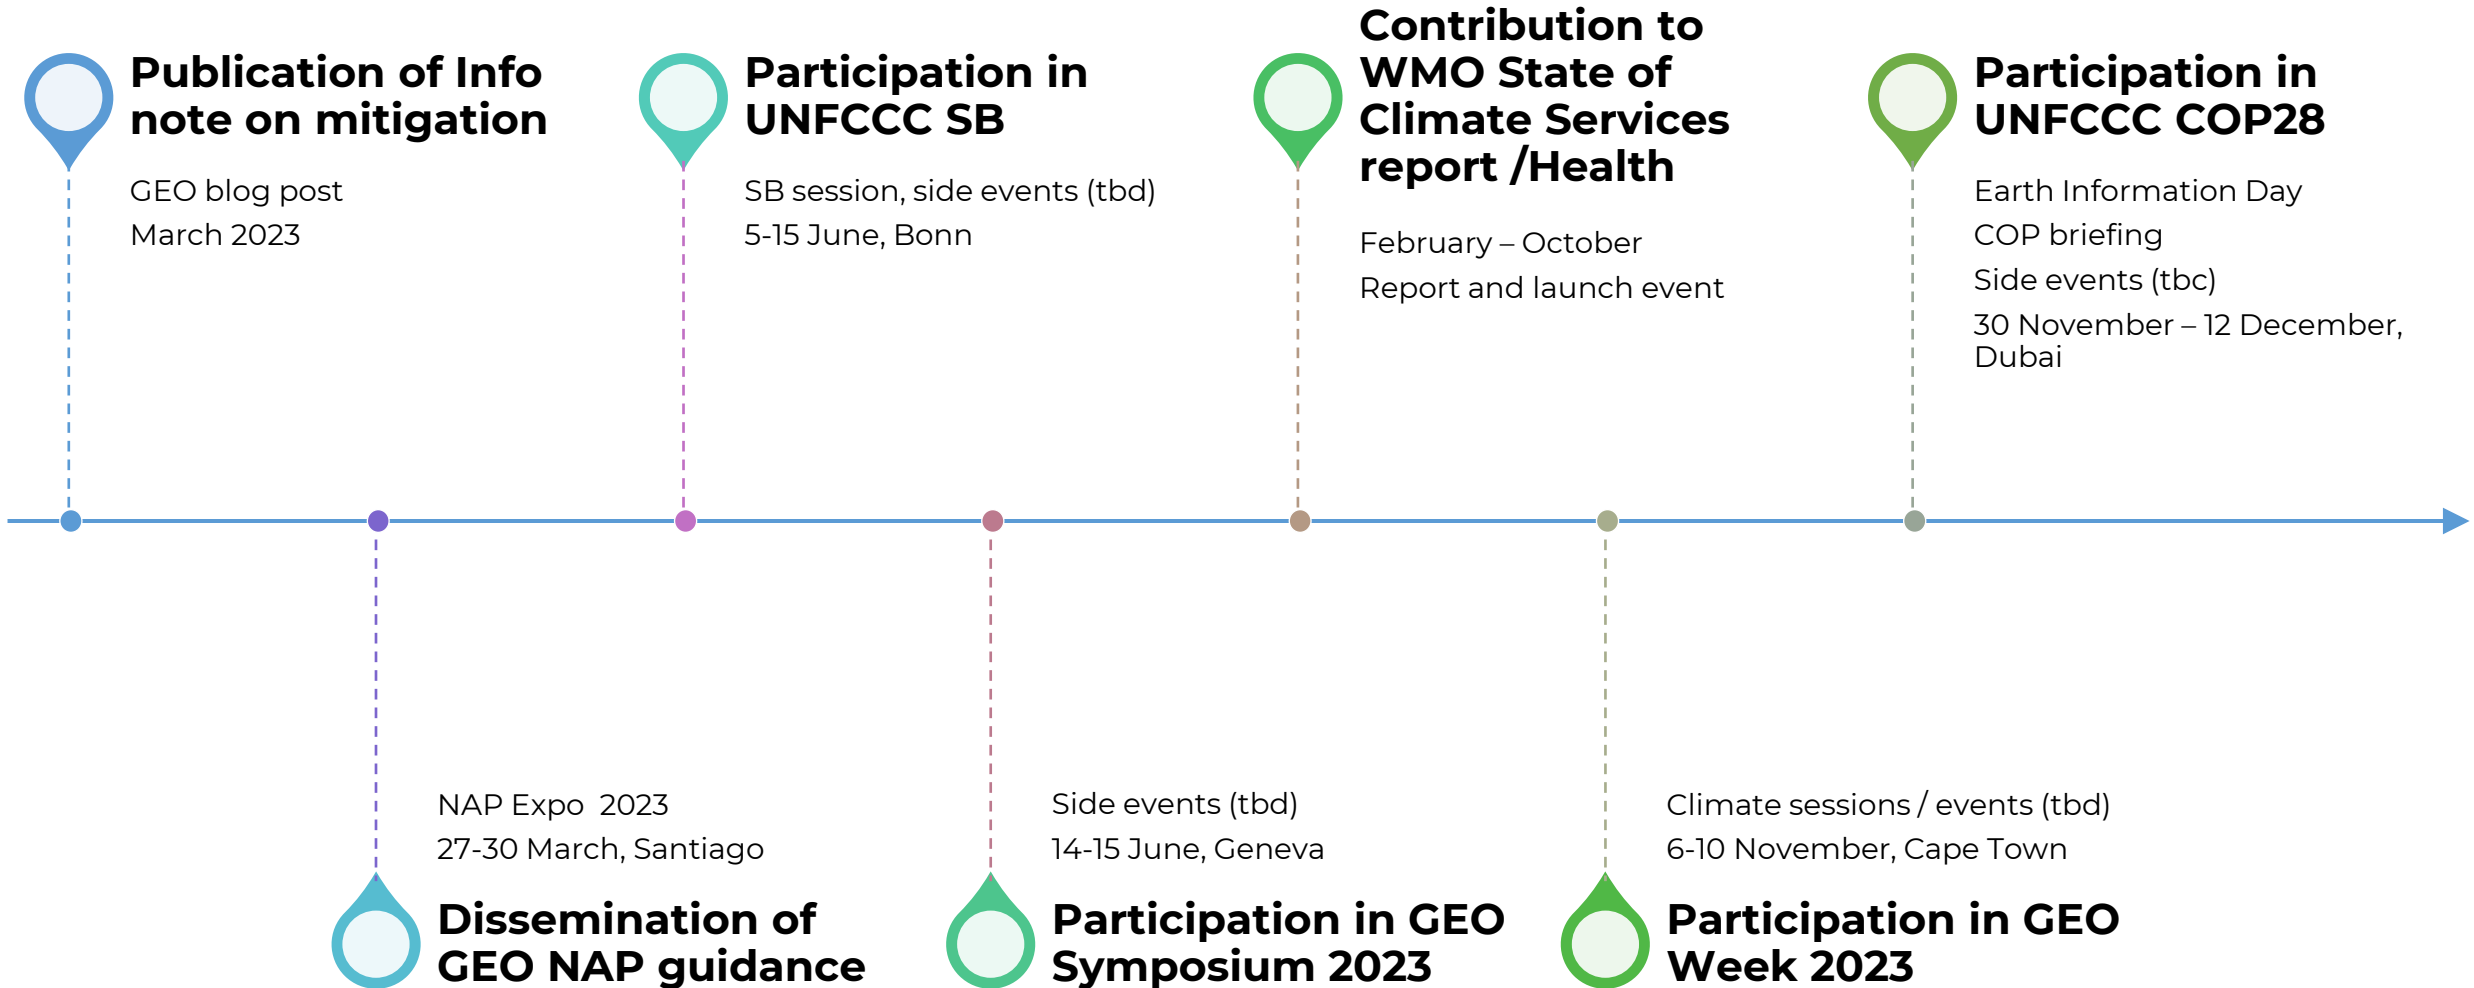 Publication of Info
note on mitigation
GEO blog post
March 2023
Participation in
UNFCCC SB
SB session, side events (tbd)
5-15 June, Bonn
Contribution to
WMO State of
Climate Services
report /Health
February – October
Report and launch event
Participation in
UNFCCC COP28
Earth Information Day
COP briefing
Side events (tbc)
30 November – 12 December,
Dubai
NAP Expo  2023
27-30 March, Santiago
Dissemination of
GEO NAP guidance
Side events (tbd)
14-15 June, Geneva
Participation in GEO
Symposium 2023
Climate sessions / events (tbd)
6-10 November, Cape Town
Participation in GEO
Week 2023